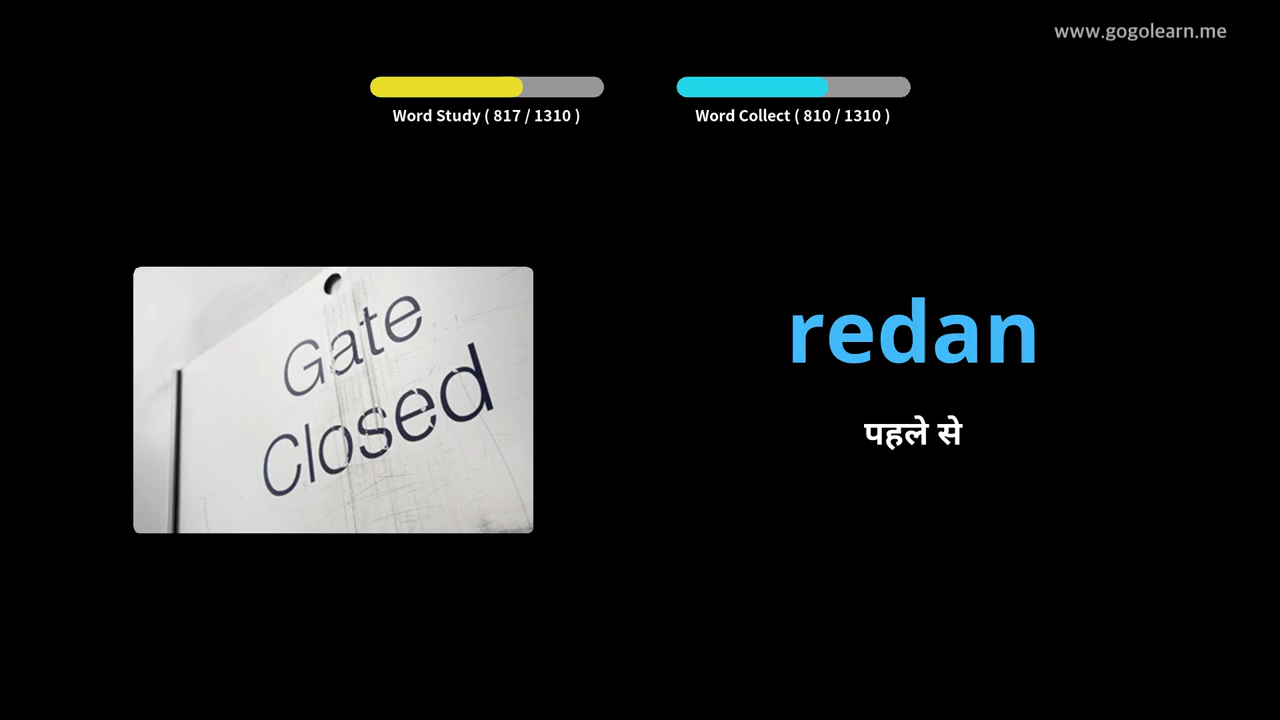 www.gogolearn.me
Word Study ( 817 / 1310 )
Word Collect ( 810 / 1310 )
Gate
Closed
redan
पहले से